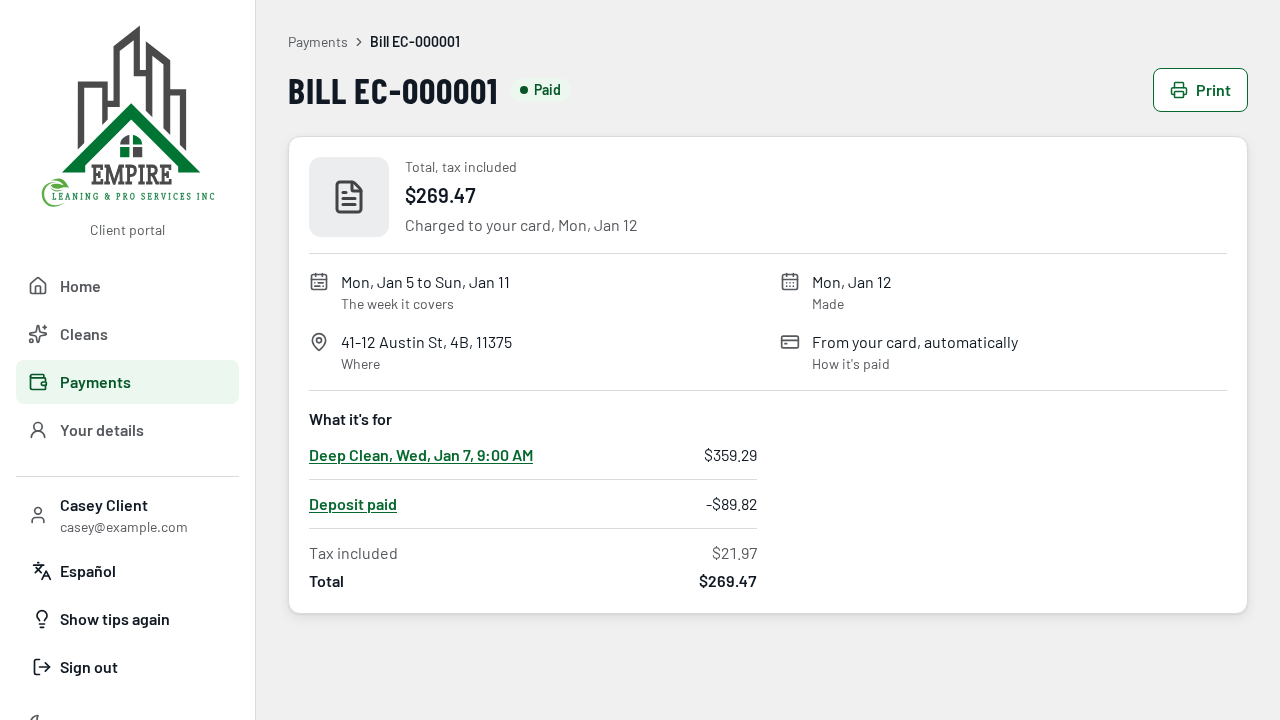 EMPIRE
LEANING & PRO SERVICES INC
Client portal
Home
Cleans
Payments
Your details
Casey Client
casey@example.com
Español
Show tips again
Sign out
Payments > Bill EC-000001
BILL EC-000001
Paid
Print
Total, tax included
$269.47
Charged to your card, Mon, Jan 12
Mon, Jan 5 to Sun, Jan 11
The week it covers
Mon, Jan 12
Made
41-12 Austin St, 4B, 11375
Where
From your card, automatically
How it's paid
What it's for
Deep Clean, Wed, Jan 7, 9:00 AM $359.29
Deposit paid -$89.82
Tax included $21.97
Total $269.47